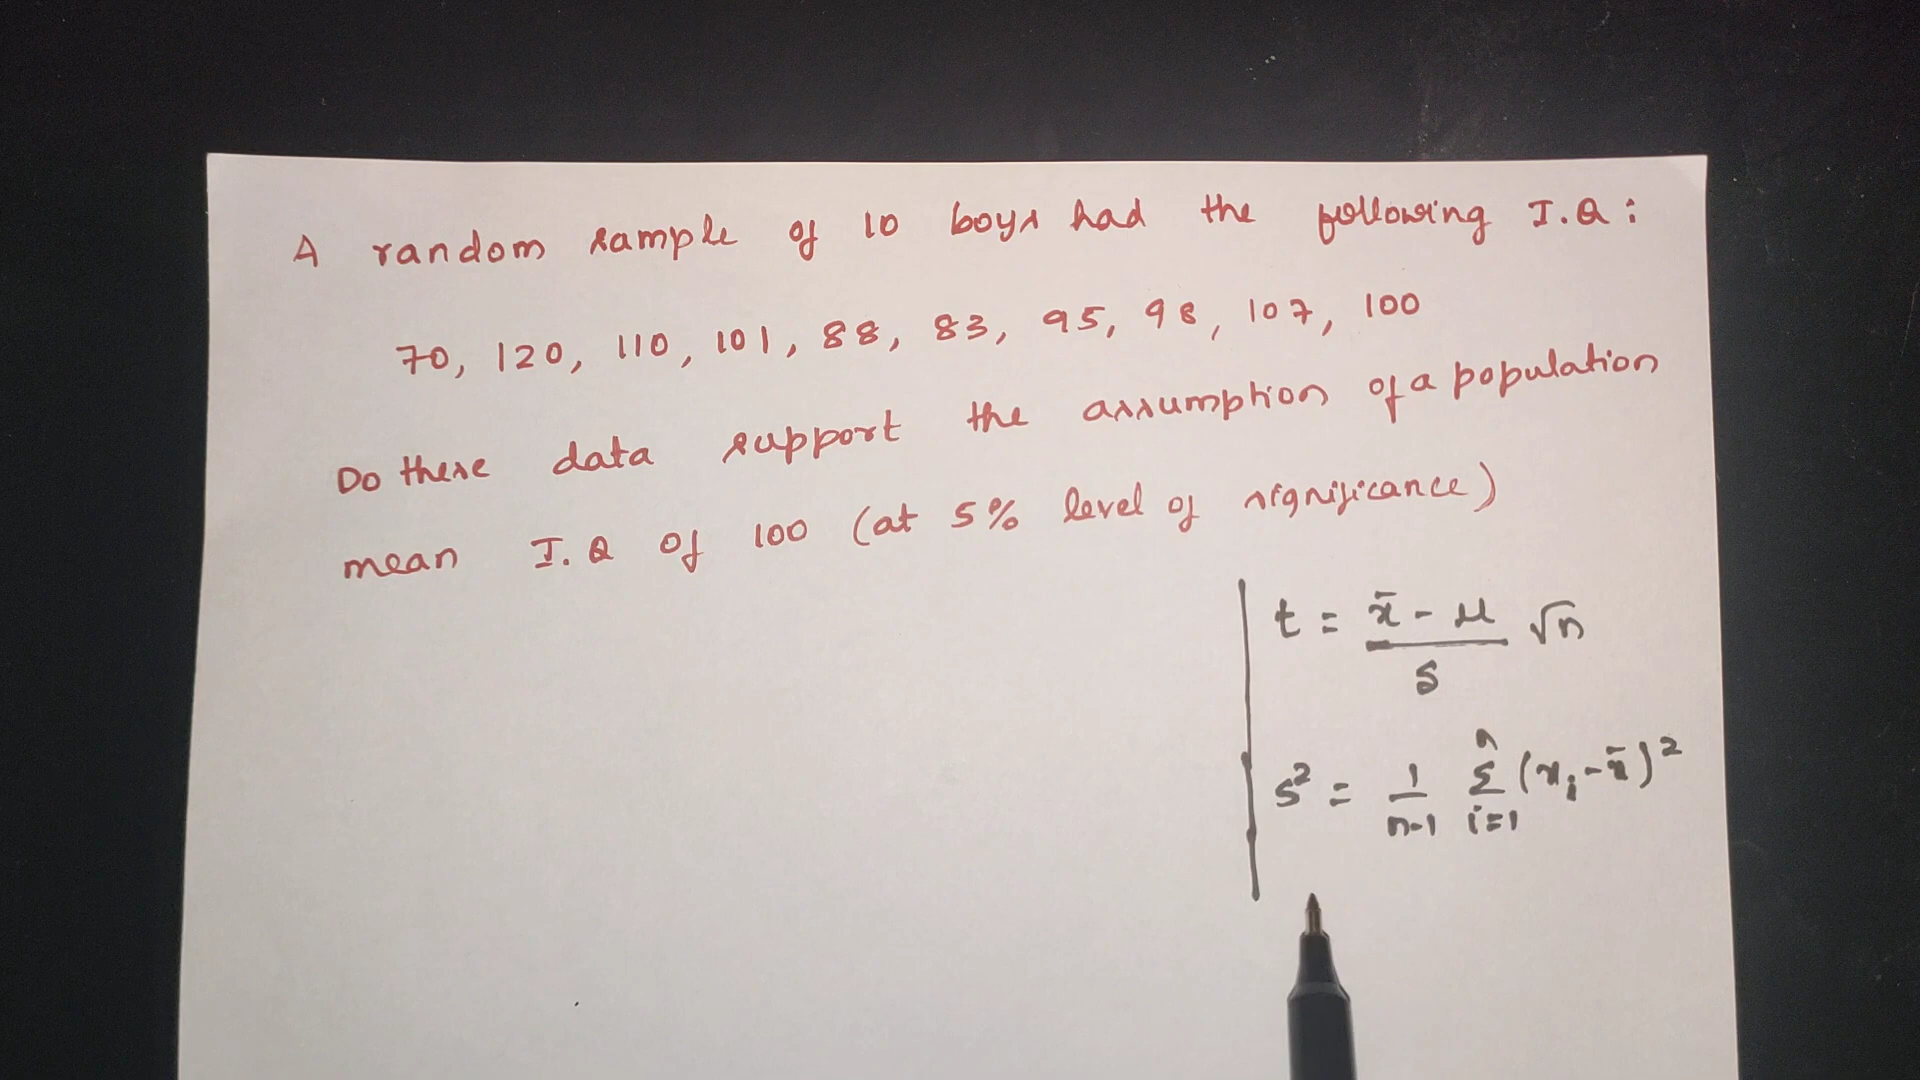 A random sample of 10 boys had the following I.Q :
70, 120, 110, 101, 88, 83, 95, 98, 107, 100
Do these data support the assumption of a population
mean I.Q of 100 (at 5% level of significance)
t = x̄ - μ / s √n
s² = 1/n-1 n Σ i=1 (xᵢ - x̄)²